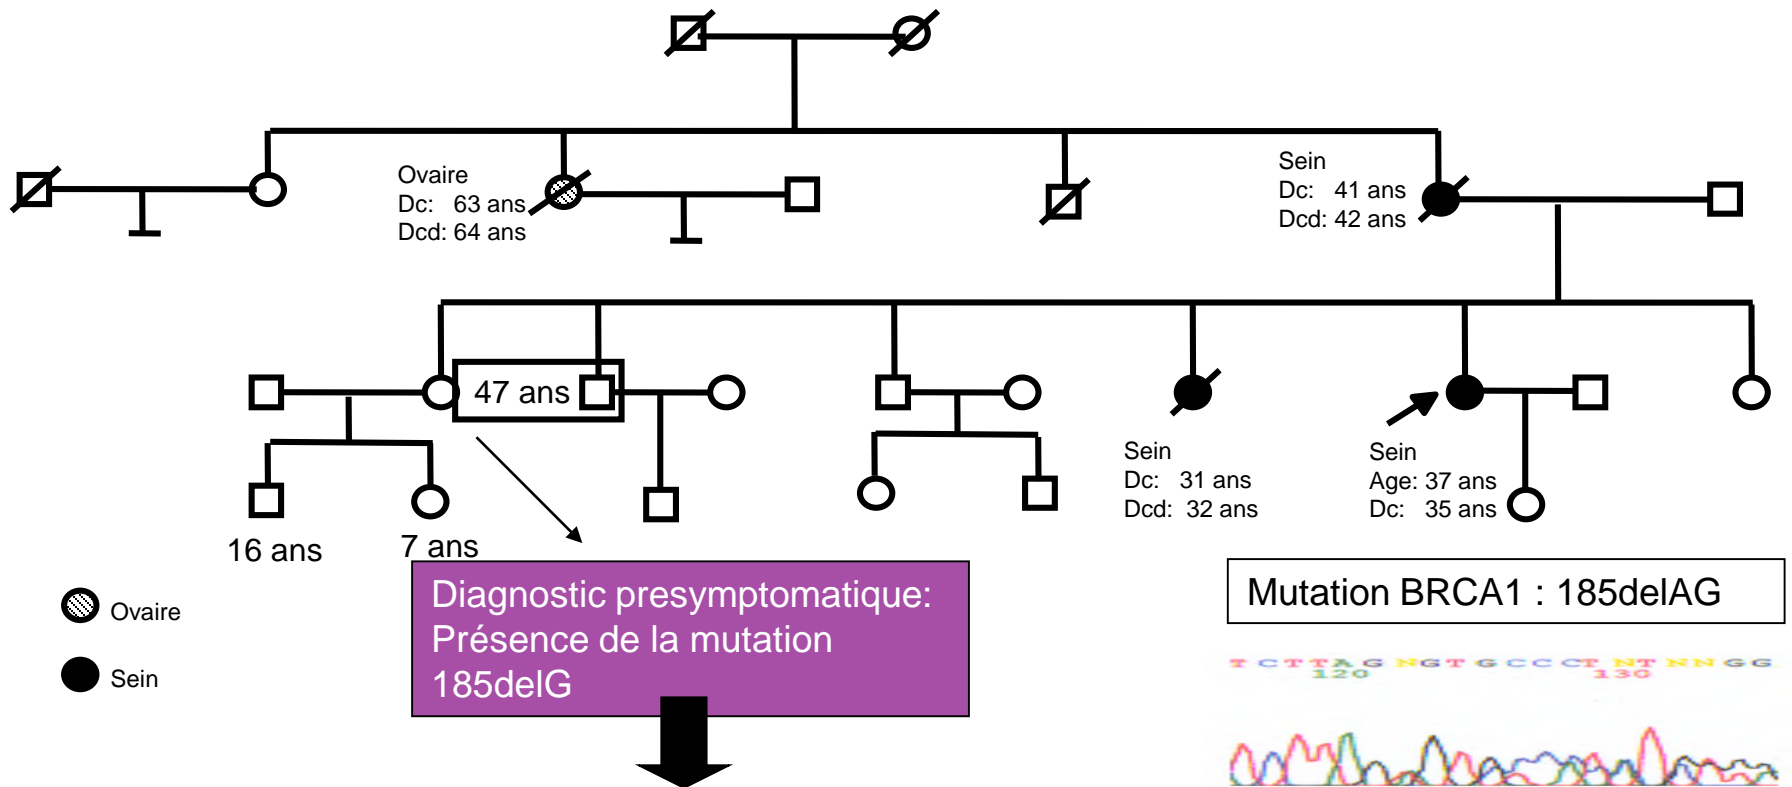 Ovaire
Dc: 63 ans
Dcd: 64 ans
Sein
Dc: 41 ans
Dcd: 42 ans
47 ans
Sein
Dc: 31 ans
Dcd: 32 ans
Sein
Age: 37 ans
Dc: 35 ans
16 ans
7 ans
Ovaire
Sein
Diagnostic presymptomatique:
Présence de la mutation
185delG
Mutation BRCA1 : 185delAG
T C T T A G N G T G C C C T N T N N G G
120 130